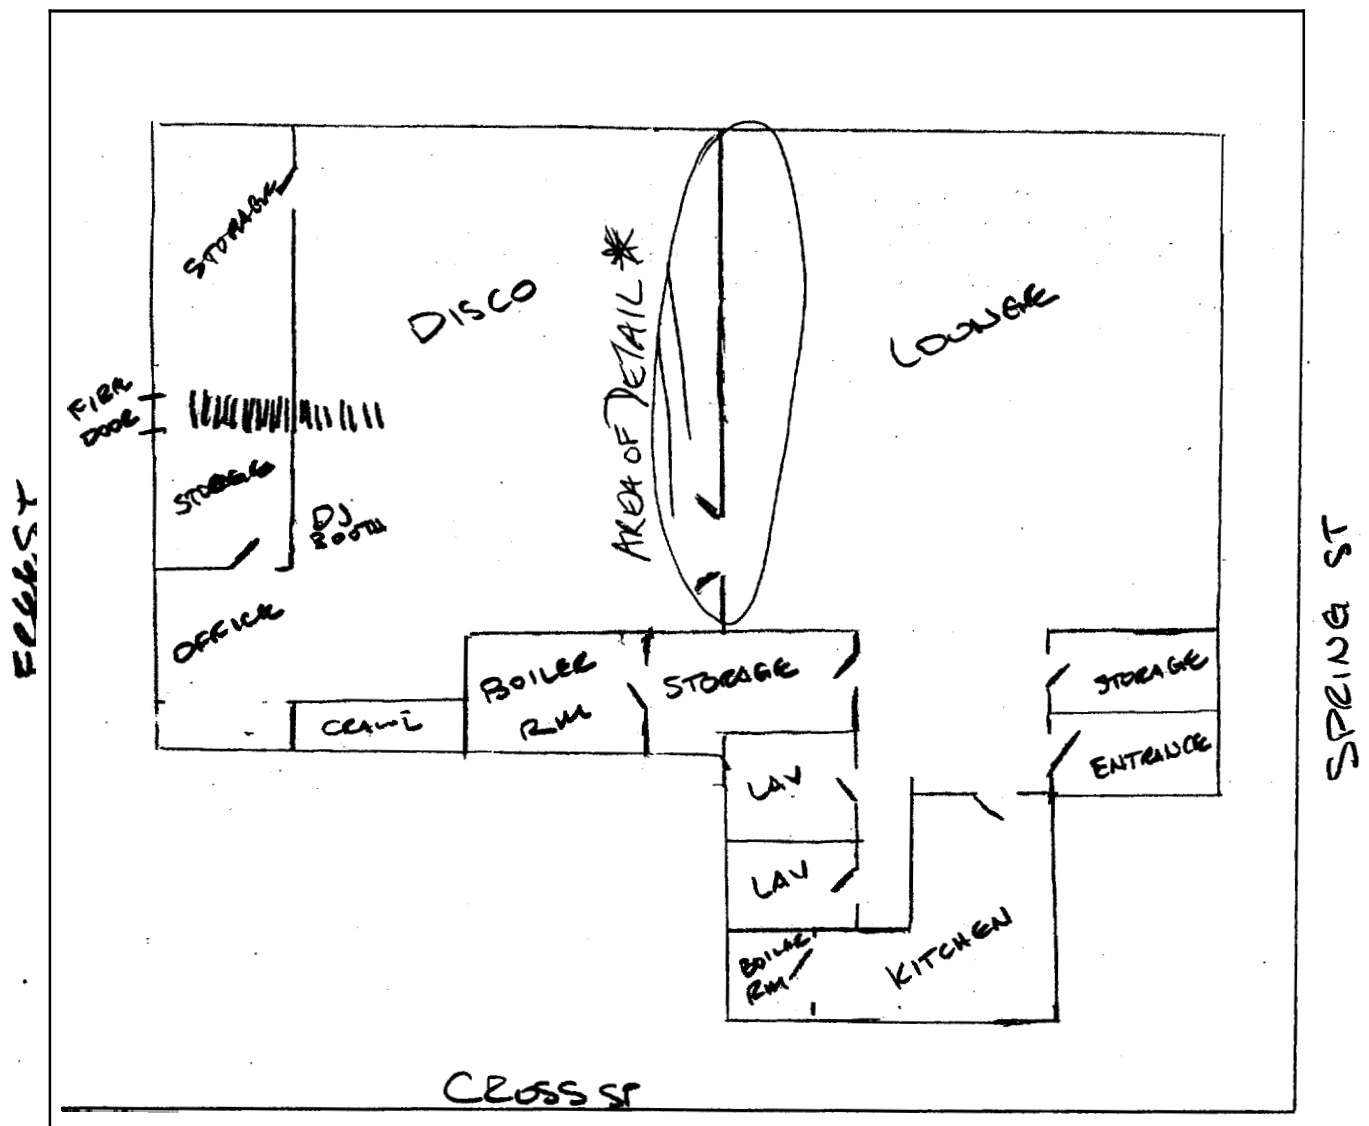 STORAGE
DISCO
AREA OF DETAIL *
LOUNGE
FIRE
DOOR
STORAGE
DJ
BOOTH
OFFICE
BOILER
RM
STORAGE
STORAGE
CRAWL
ENTRANCE
LAV
LAV
KITCHEN
BOILER
RM
SPRING ST
CROSS ST